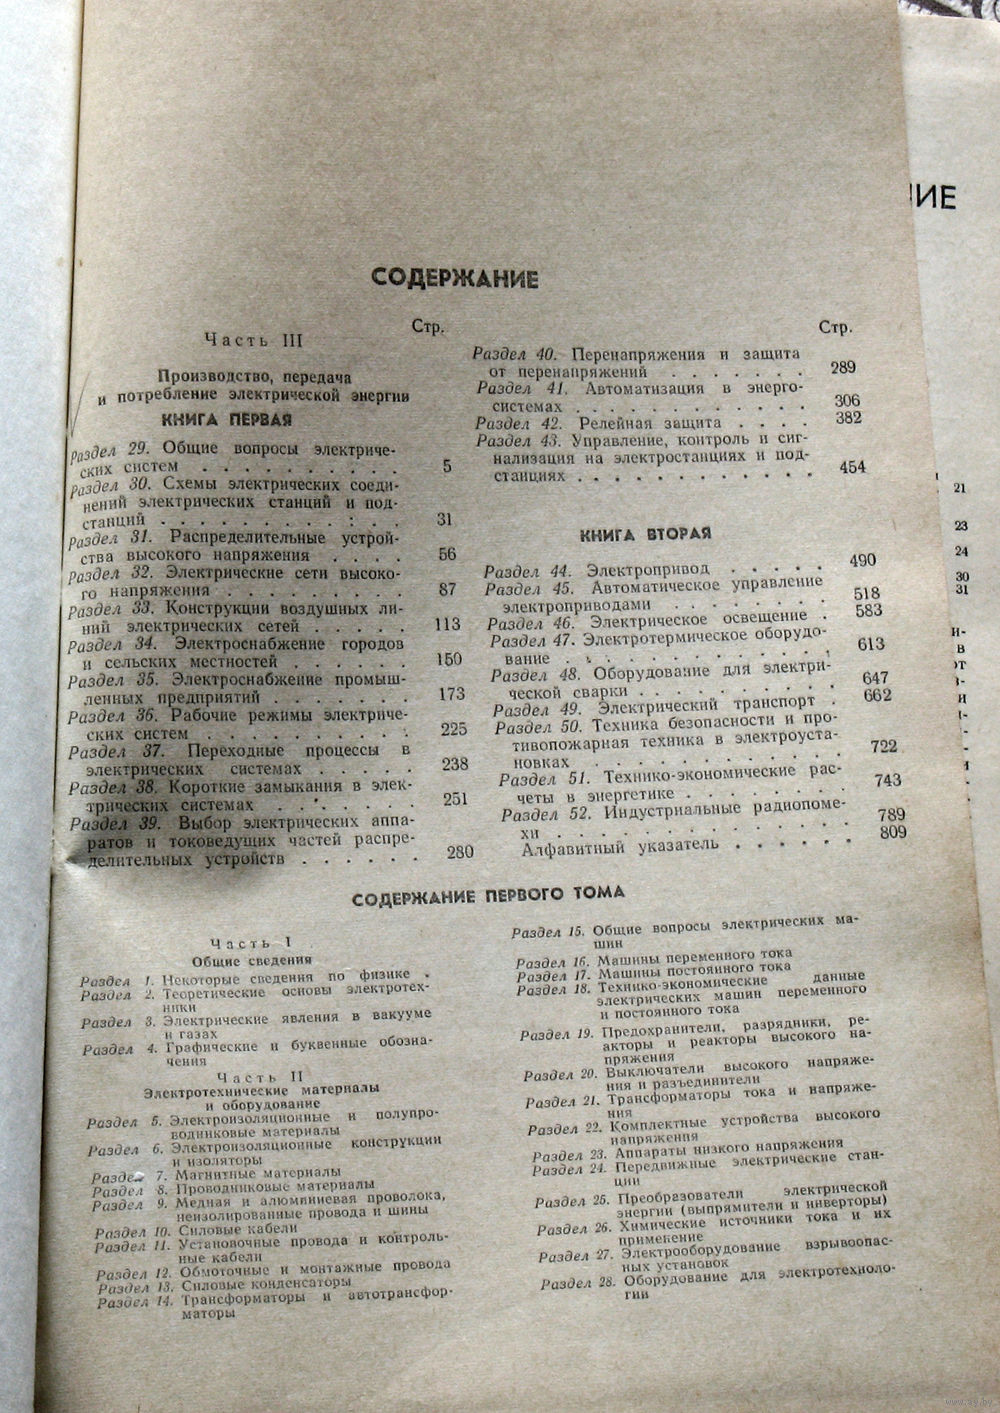 СОДЕРЖАНИЕ
Стр.
Часть III
Производство, передача
и потребление электрической энергии
КНИГА ПЕРВАЯ
Раздел 29. Общие вопросы электриче-
ских систем . . . . . . . . . . 5
Раздел 30. Схемы электрических соеди-
нений электрических станций и под-
станций . . . . . . . . . . . . 31
Раздел 31. Распределительные устрой-
ства высокого напряжения . . . . 56
Раздел 32. Электрические сети высоко-
го напряжения . . . . . . . . . 87
Раздел 33. Конструкции воздушных ли-
ний электрических сетей . . . . . 113
Раздел 34. Электроснабжение городов
и сельских местностей . . . . . . 150
Раздел 35. Электроснабжение промыш-
ленных предприятий . . . . . . . 173
Раздел 36. Рабочие режимы электриче-
ских систем . . . . . . . . . . 225
Раздел 37. Переходные процессы в
электрических системах . . . . . 238
Раздел 38. Короткие замыкания в элек-
трических системах . . . . . . . 251
Раздел 39. Выбор электрических аппа-
ратов и токоведущих частей распре-
делительных устройств . . . . . . 280
Стр.
Раздел 40. Перенапряжения и защита
от перенапряжений . . . . . . . 289
Раздел 41. Автоматизация в энерго-
системах . . . . . . . . . . . . 306
Раздел 42. Релейная защита . . . . 382
Раздел 43. Управление, контроль и сиг-
нализация на электростанциях и под-
станциях . . . . . . . . . . . . 454
КНИГА ВТОРАЯ
Раздел 44. Электропривод . . . . . 490
Раздел 45. Автоматическое управление
электроприводами . . . . . . . . 518
Раздел 46. Электрическое освещение . 583
Раздел 47. Электротермическое оборудо-
вание . . . . . . . . . . . . 613
Раздел 48. Оборудование для электри-
ческой сварки . . . . . . . . . 647
Раздел 49. Электрический транспорт . 662
Раздел 50. Техника безопасности и про-
тивопожарная техника в электроуста-
новках . . . . . . . . . . . . 722
Раздел 51. Технико-экономические рас-
четы в энергетике . . . . . . . . 743
Раздел 52. Индустриальные радиопоме-
хи . . . . . . . . . . . . . . 789
Алфавитный указатель . . . . . . 809
СОДЕРЖАНИЕ ПЕРВОГО ТОМА
Часть I
Общие сведения
Раздел 1. Некоторые сведения по физике .
Раздел 2. Теоретические основы электротех-
ники
Раздел 3. Электрические явления в вакууме
и газах
Раздел 4. Графические и буквенные обозна-
чения
Часть II
Электротехнические материалы
и оборудование
Раздел 5. Электроизоляционные и полупро-
водниковые материалы
Раздел 6. Электроизоляционные конструкции
и изоляторы
Раздел 7. Магнитные материалы
Раздел 8. Проводниковые материалы
Раздел 9. Медная и алюминиевая проволока,
неизолированные провода и шины
Раздел 10. Силовые кабели
Раздел 11. Установочные провода и контроль-
ные кабели
Раздел 12. Обмоточные и монтажные провода
Раздел 13. Силовые конденсаторы
Раздел 14. Трансформаторы и автотрансфор-
маторы
Раздел 15. Общие вопросы электрических ма-
шин
Раздел 16. Машины переменного тока
Раздел 17. Машины постоянного тока
Раздел 18. Технико-экономические данные
электрических машин переменного
и постоянного тока
Раздел 19. Предохранители, разрядники, ре-
акторы и реакторы высокого на-
пряжения
Раздел 20. Выключатели высокого напряже-
ния и разъединители
Раздел 21. Трансформаторы тока и напряже-
ния
Раздел 22. Комплектные устройства высокого
напряжения
Раздел 23. Аппараты низкого напряжения
Раздел 24. Передвижные электрические стан-
ции
Раздел 25. Преобразователи электрической
энергии (выпрямители и инверторы)
Раздел 26. Химические источники тока и их
применение
Раздел 27. Электрооборудование взрывоопас-
ных установок
Раздел 28. Оборудование для электротехноло-
гии
ИЕ
21
23
24
30
31